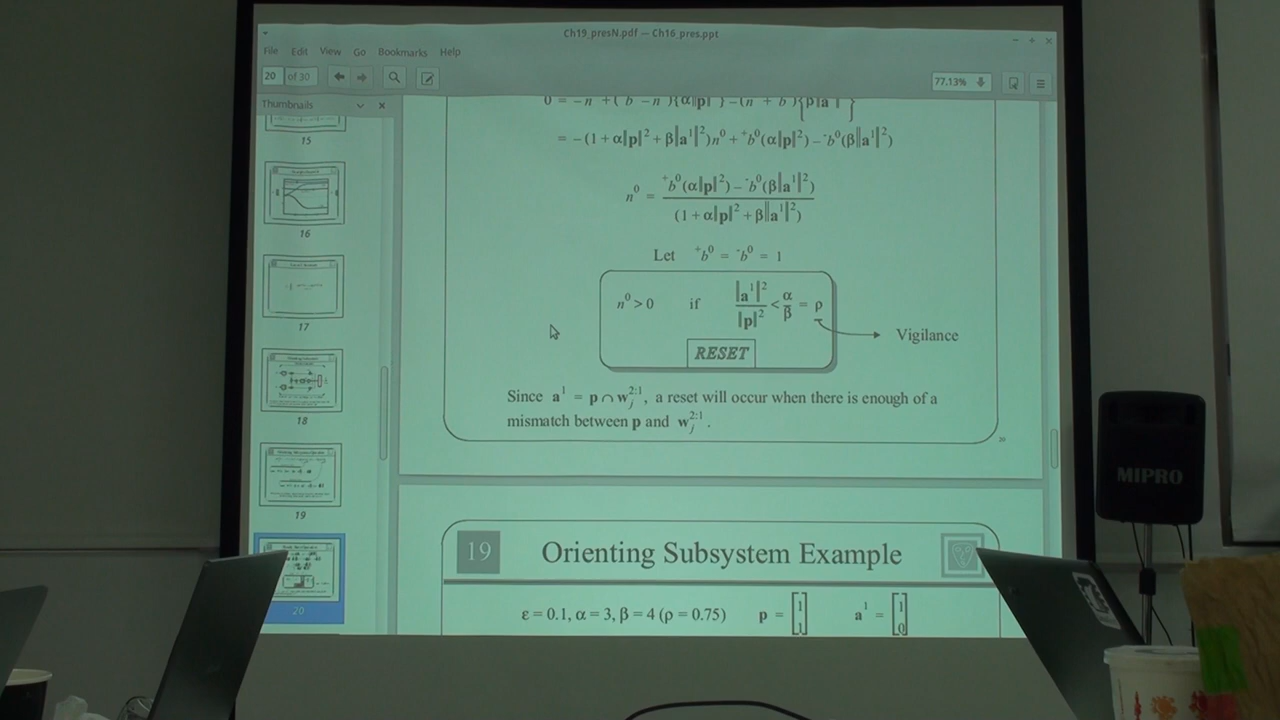 Ch19_presN.pdf — Ch16_pres.ppt
File Edit View Go Bookmarks Help
20 of 30
77.13%
Thumbnails
15
16
17
18
19
20
= −(1 + α‖p‖² + β‖a¹‖²)n⁰ + ⁺b⁰(α‖p‖²) − ⁻b⁰(β‖a¹‖²)
n⁰ = ⁺b⁰(α‖p‖²) − ⁻b⁰(β‖a¹‖²) / (1 + α‖p‖² + β‖a¹‖²)
Let ⁺b⁰ = ⁻b⁰ = 1
n⁰ > 0 if ‖a¹‖² / ‖p‖² < α/β = ρ
Vigilance
RESET
Since a¹ = p ∩ w_j^{2:1}, a reset will occur when there is enough of a
mismatch between p and w_j^{2:1}.
19 Orienting Subsystem Example
ε = 0.1, α = 3, β = 4 (ρ = 0.75) p = [1 1] a¹ = [1 0]
MIPRO